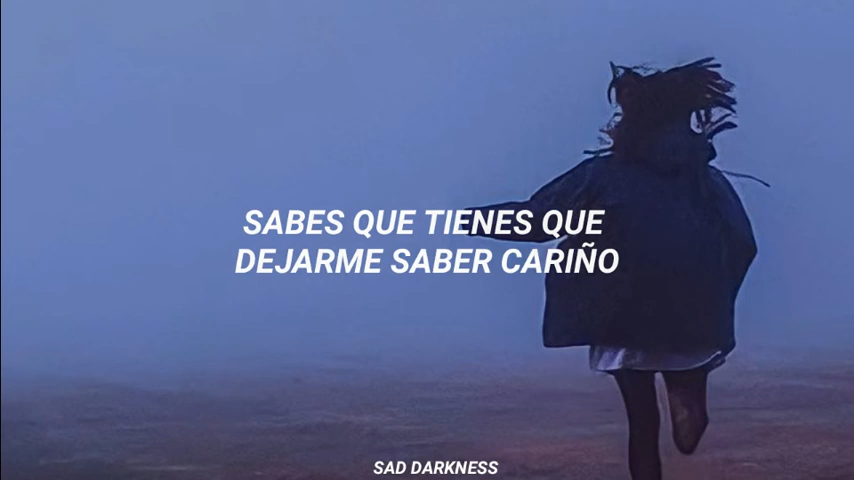 SABES QUE TIENES QUE
DEJARME SABER CARIÑO
SAD DARKNESS